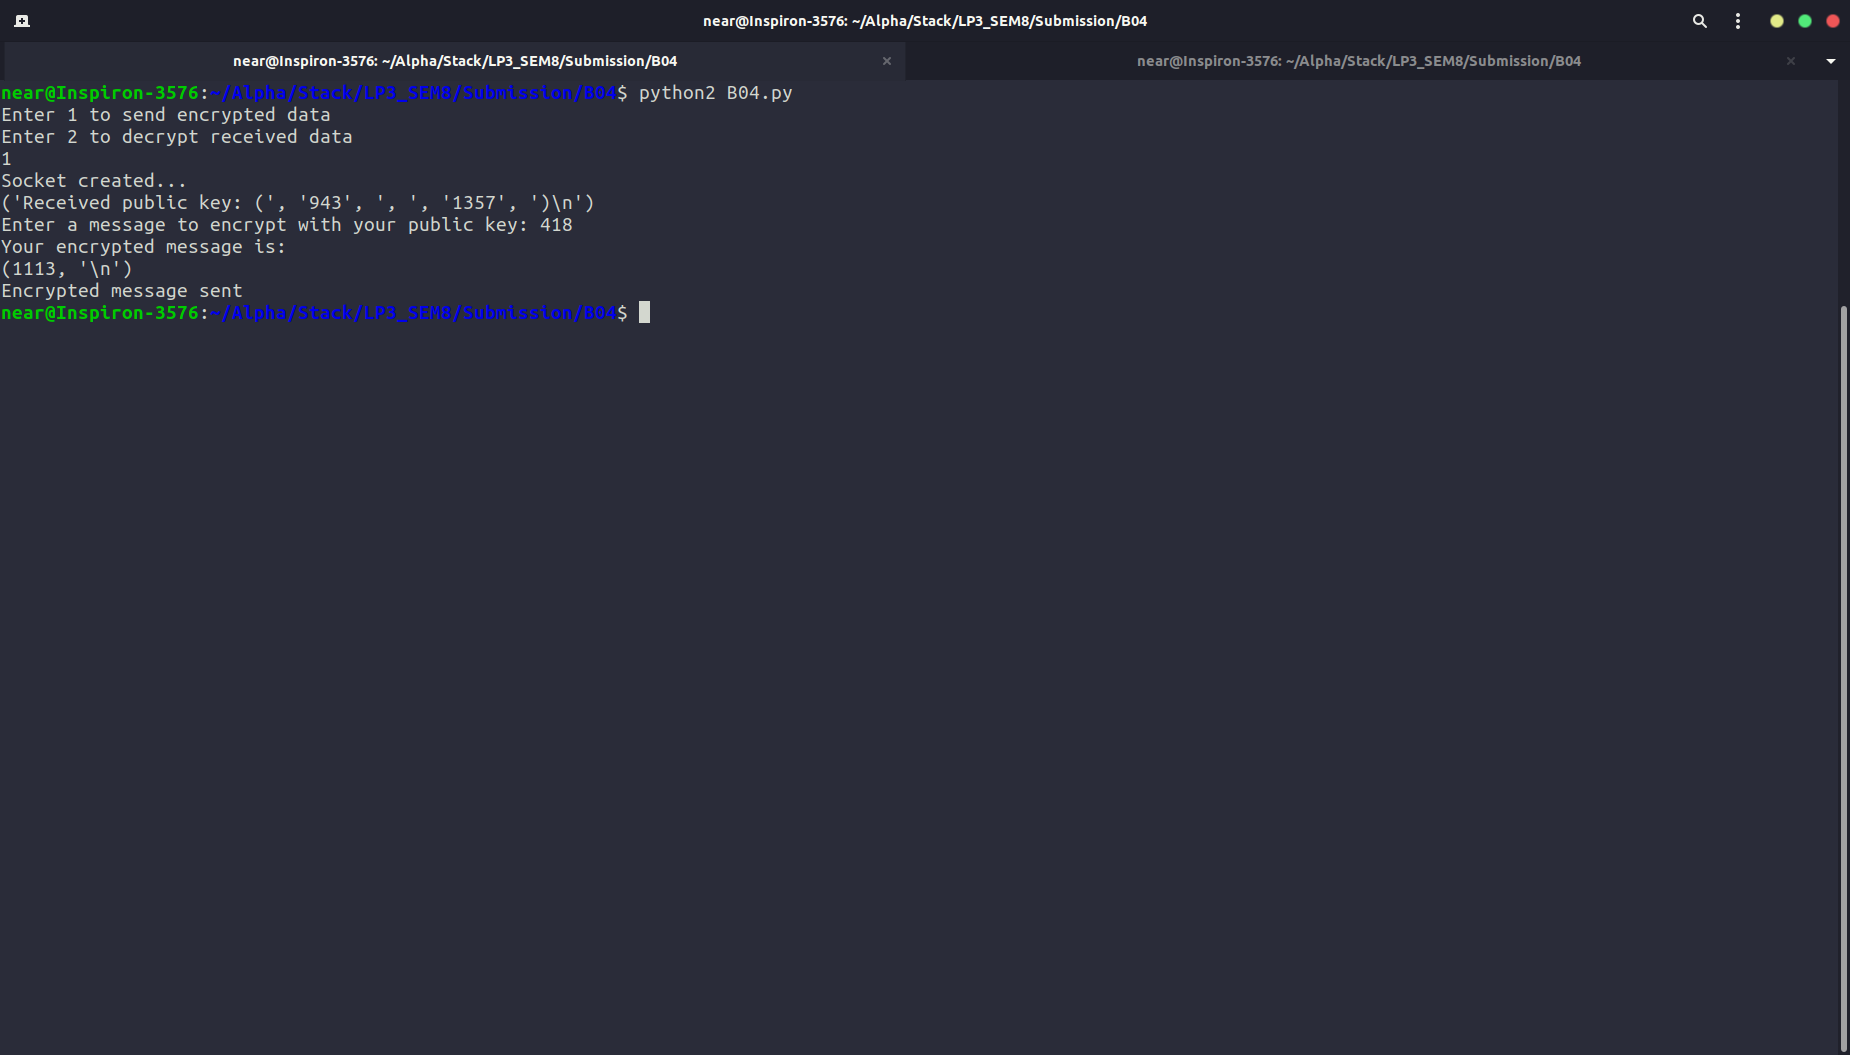 near@Inspiron-3576: ~/Alpha/Stack/LP3_SEM8/Submission/B04
near@Inspiron-3576: ~/Alpha/Stack/LP3_SEM8/Submission/B04 near@Inspiron-3576: ~/Alpha/Stack/LP3_SEM8/Submission/B04
near@Inspiron-3576:~/Alpha/Stack/LP3_SEM8/Submission/B04$ python2 B04.py
Enter 1 to send encrypted data
Enter 2 to decrypt received data
1
Socket created...
('Received public key: (', '943', ', ', '1357', ')\n')
Enter a message to encrypt with your public key: 418
Your encrypted message is:
(1113, '\n')
Encrypted message sent
near@Inspiron-3576:~/Alpha/Stack/LP3_SEM8/Submission/B04$